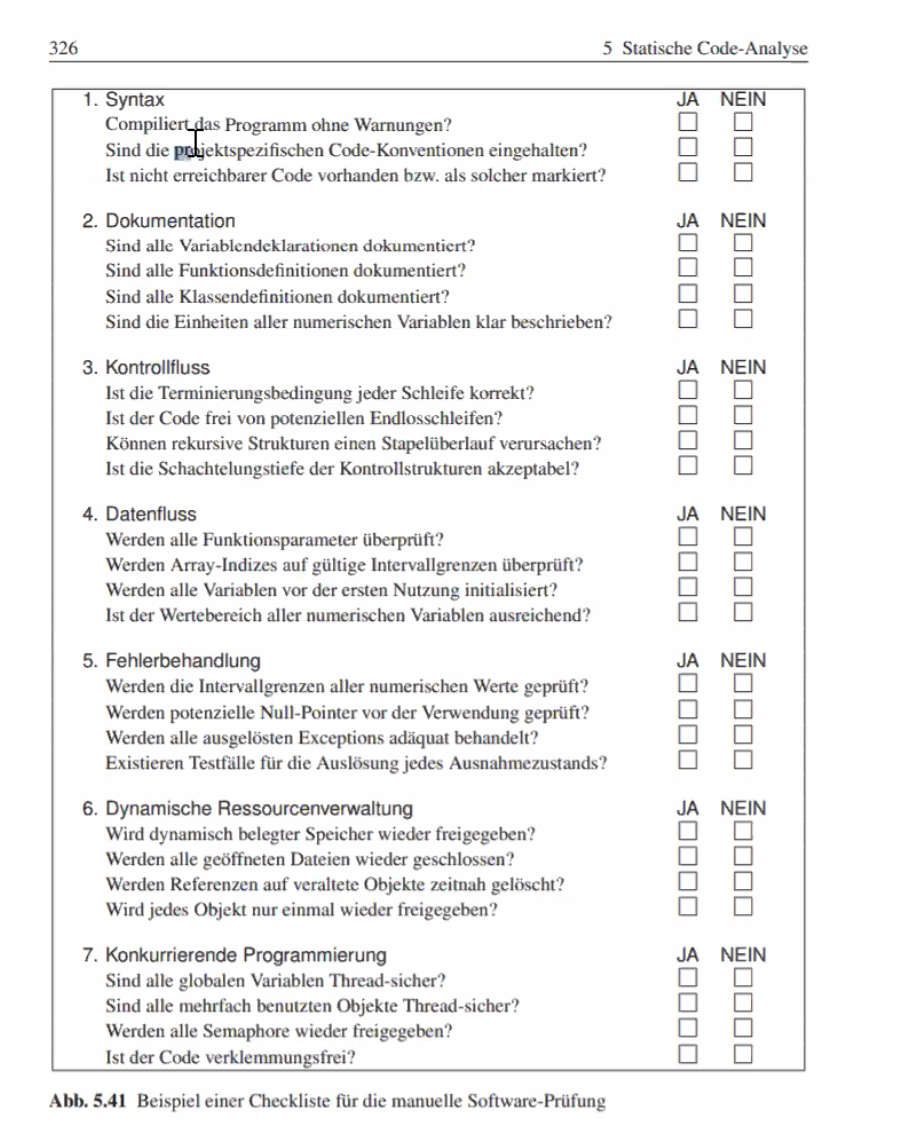 326
5 Statische Code-Analyse
1. Syntax JA NEIN
Compiliert das Programm ohne Warnungen?
Sind die projektspezifischen Code-Konventionen eingehalten?
Ist nicht erreichbarer Code vorhanden bzw. als solcher markiert?
2. Dokumentation JA NEIN
Sind alle Variablendeklarationen dokumentiert?
Sind alle Funktionsdefinitionen dokumentiert?
Sind alle Klassendefinitionen dokumentiert?
Sind die Einheiten aller numerischen Variablen klar beschrieben?
3. Kontrollfluss JA NEIN
Ist die Terminierungsbedingung jeder Schleife korrekt?
Ist der Code frei von potenziellen Endlosschleifen?
Können rekursive Strukturen einen Stapelüberlauf verursachen?
Ist die Schachtelungstiefe der Kontrollstrukturen akzeptabel?
4. Datenfluss JA NEIN
Werden alle Funktionsparameter überprüft?
Werden Array-Indizes auf gültige Intervallgrenzen überprüft?
Werden alle Variablen vor der ersten Nutzung initialisiert?
Ist der Wertebereich aller numerischen Variablen ausreichend?
5. Fehlerbehandlung JA NEIN
Werden die Intervallgrenzen aller numerischen Werte geprüft?
Werden potenzielle Null-Pointer vor der Verwendung geprüft?
Werden alle ausgelösten Exceptions adäquat behandelt?
Existieren Testfälle für die Auslösung jedes Ausnahmezustands?
6. Dynamische Ressourcenverwaltung JA NEIN
Wird dynamisch belegter Speicher wieder freigegeben?
Werden alle geöffneten Dateien wieder geschlossen?
Werden Referenzen auf veraltete Objekte zeitnah gelöscht?
Wird jedes Objekt nur einmal wieder freigegeben?
7. Konkurrierende Programmierung JA NEIN
Sind alle globalen Variablen Thread-sicher?
Sind alle mehrfach benutzten Objekte Thread-sicher?
Werden alle Semaphore wieder freigegeben?
Ist der Code verklemmungsfrei?
Abb. 5.41 Beispiel einer Checkliste für die manuelle Software-Prüfung